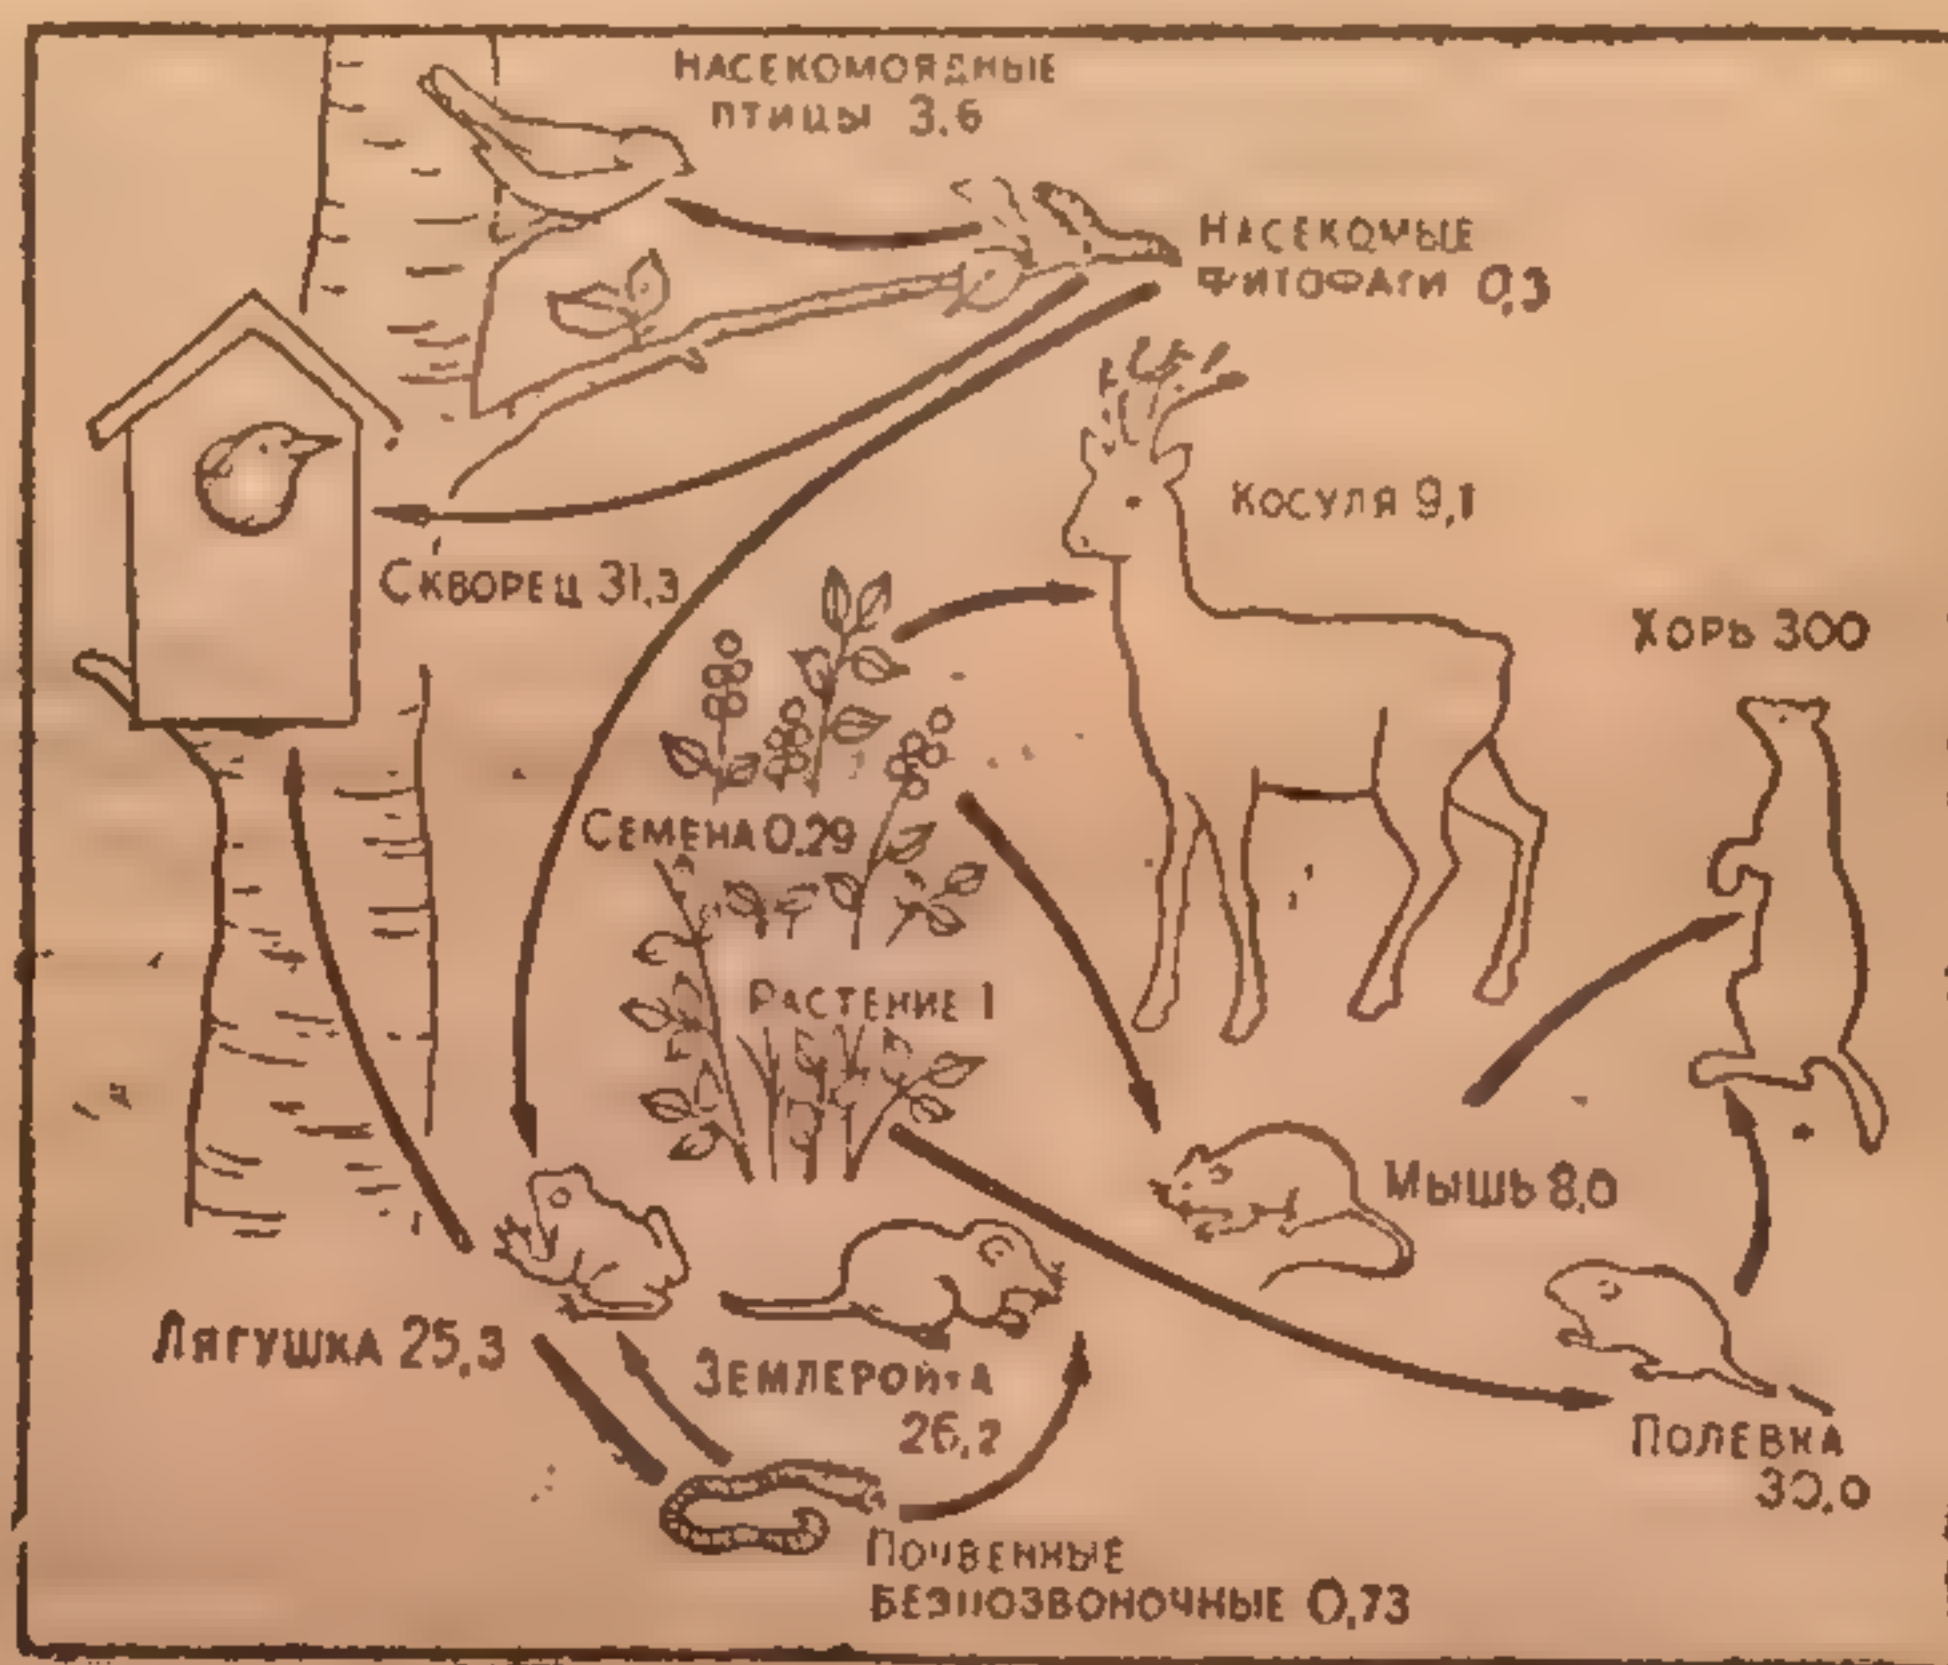 Насекомоядные
птицы 3.6
Насекомые
фитофаги 0,3
Косуля 9,1
Скворец 31,3
Хорь 300
Семена 0.29
Растение 1
Мышь 8,0
Лягушка 25,3
Землеройка
26,2
Полевка
30,0
Почвенные
беспозвоночные 0,73